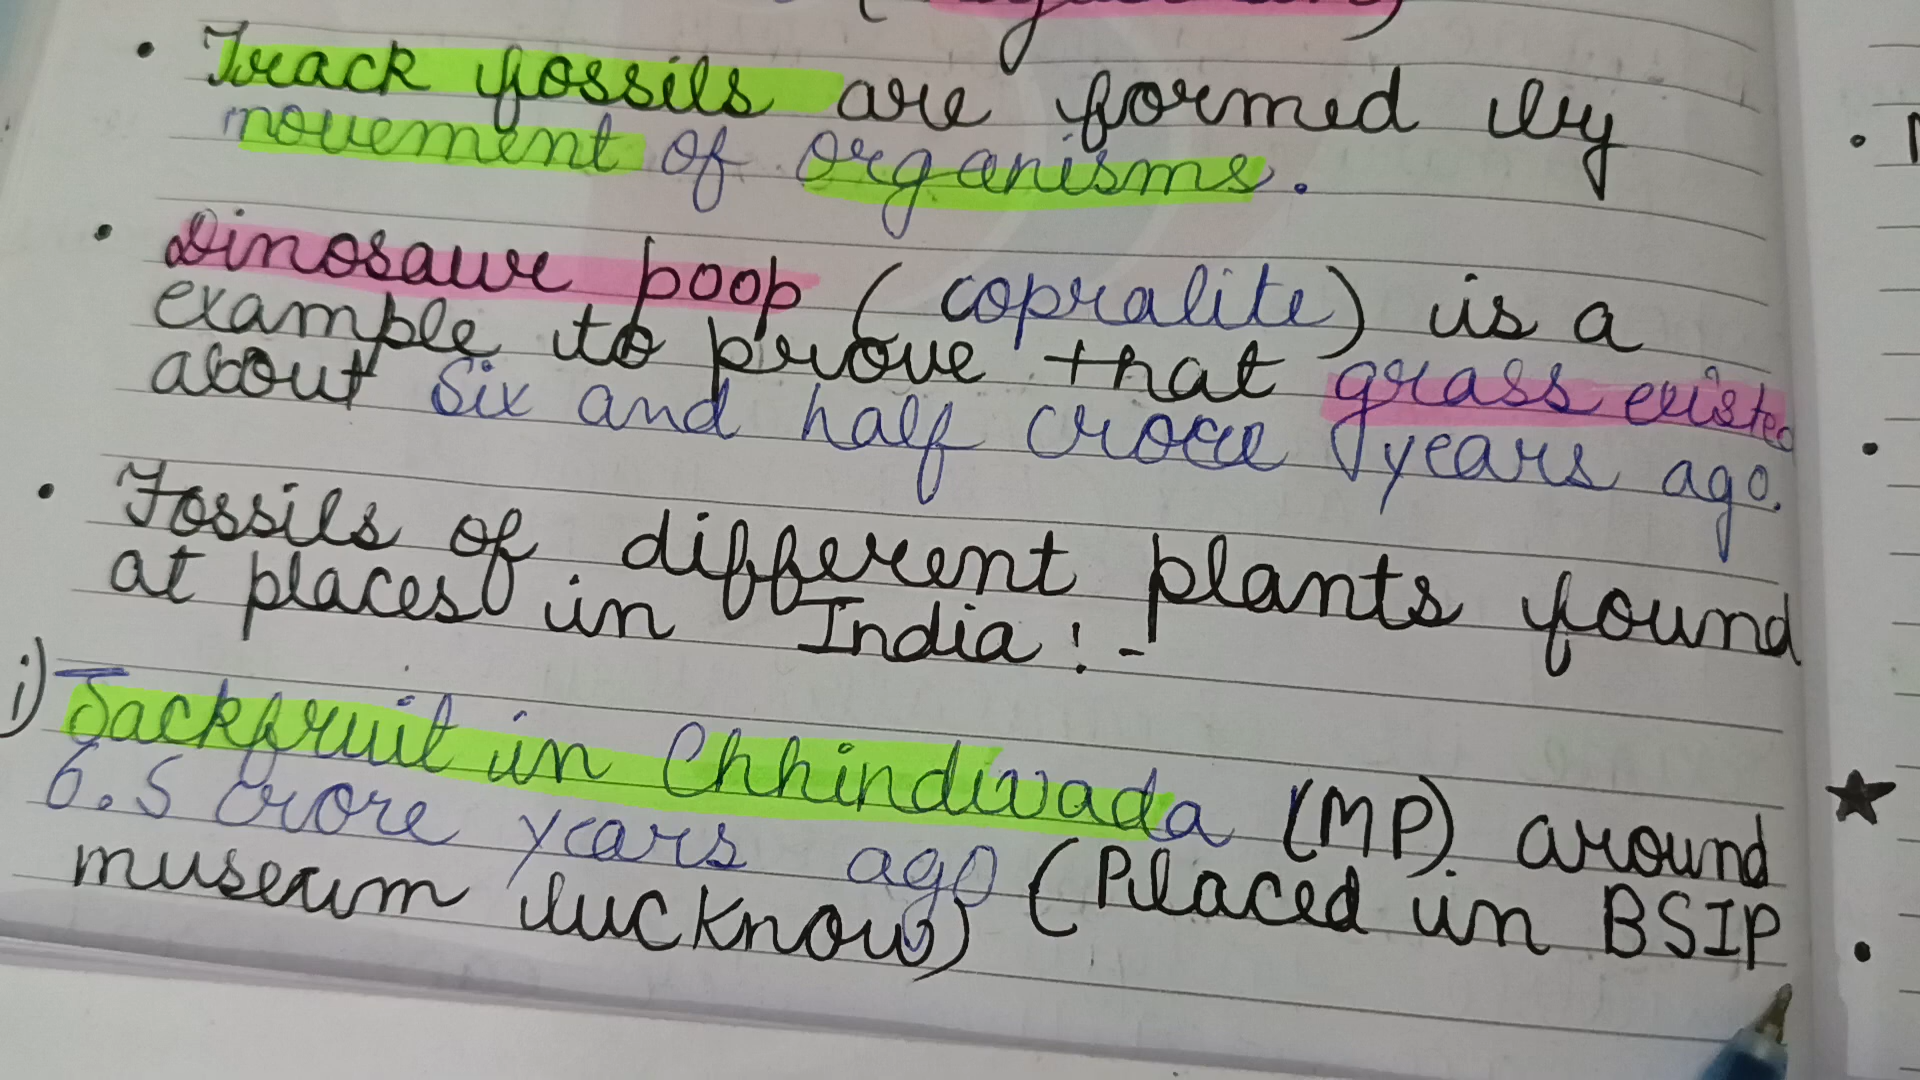 • Track fossils are formed by
movement of organisms.
• Dinosaur poop (copralite) is a
example to prove that grass existed
about Six and half crore years ago.
• Fossils of different plants found
at places in India :-
i) Jackfruit in Chhindwada (MP) around
6.5 crore years ago (Placed in BSIP
museum lucknow)